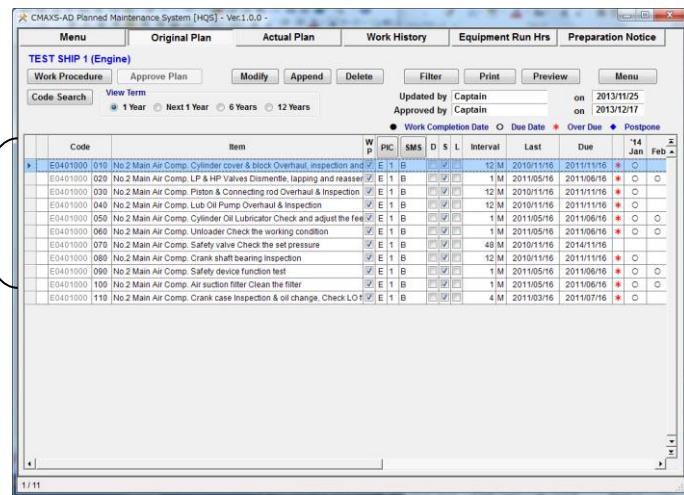 CMAXS-AD Planned Maintenance System [HQS] - Ver.1.0.0 -
Menu Original Plan Actual Plan Work History Equipment Run Hrs Preparation Notice
TEST SHIP 1 (Engine)
Work Procedure Approve Plan Modify Append Delete Filter Print Preview Menu
Code Search View Term 1 Year Next 1 Year 6 Years 12 Years
Updated by Captain on 2013/11/25
Approved by Captain on 2013/12/17
● Work Completion Date ○ Due Date * Over Due ◆ Postpone
Code Item W P PIC SMS D S L Interval Last Due '14 Jan Feb
E0401000 010 No.2 Main Air Comp. Cylinder cover & block Overhaul, inspection and E 1 B 12 M 2010/11/16 2011/11/16 * ○
E0401000 020 No.2 Main Air Comp. LP & HP Valves Dismentle, lapping and reasser E 1 B 1 M 2011/05/16 2011/06/16 * ○ ○
E0401000 030 No.2 Main Air Comp. Piston & Connecting rod Overhaul & Inspection E 1 B 12 M 2010/11/16 2011/11/16 * ○
E0401000 040 No.2 Main Air Comp. Lub Oil Pump Overhaul & Inspection E 1 B 12 M 2010/11/16 2011/11/16 * ○
E0401000 050 No.2 Main Air Comp. Cylinder Oil Lubricator Check and adjust the fee E 1 B 1 M 2011/05/16 2011/06/16 * ○ ○
E0401000 060 No.2 Main Air Comp. Unloader Check the working condition E 1 B 1 M 2011/05/16 2011/06/16 * ○ ○
E0401000 070 No.2 Main Air Comp. Safety valve Check the set pressure E 1 B 48 M 2010/11/16 2014/11/16
E0401000 080 No.2 Main Air Comp. Crank shaft bearing Inspection E 1 B 12 M 2010/11/16 2011/11/16 * ○
E0401000 090 No.2 Main Air Comp. Safety device function test E 1 B 1 M 2011/05/16 2011/06/16 * ○ ○
E0401000 100 No.2 Main Air Comp. Air suction filter Clean the filter E 1 B 1 M 2011/05/16 2011/06/16 * ○ ○
E0401000 110 No.2 Main Air Comp. Crank case Inspection & oil change, Check LO f E 1 B 4 M 2011/03/16 2011/07/16 * ○
1 / 11